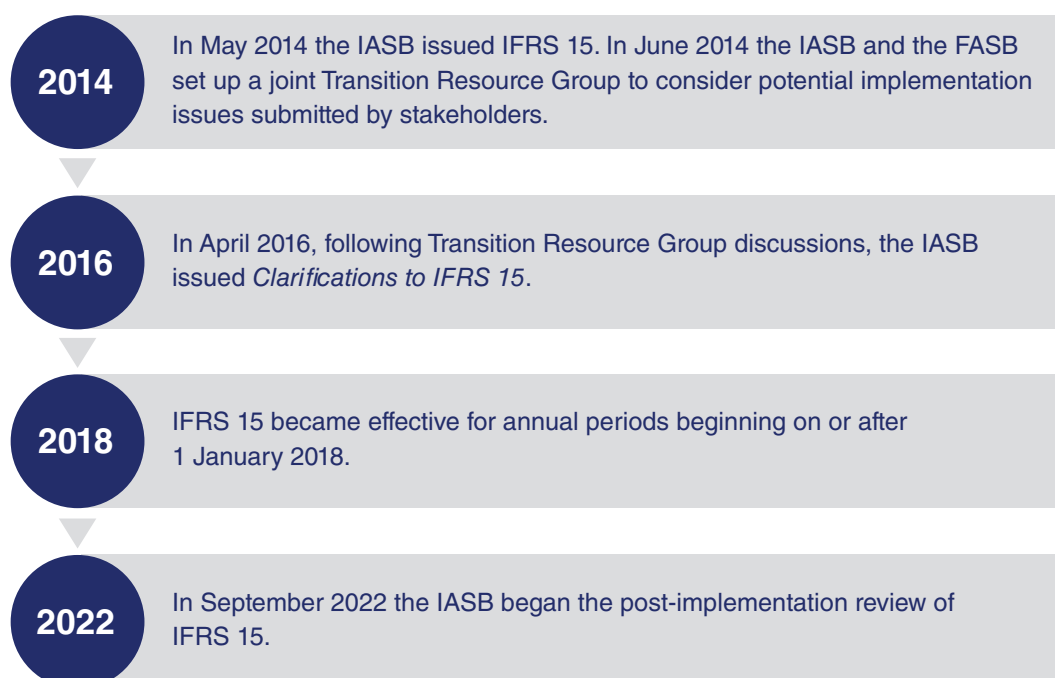 2014
In May 2014 the IASB issued IFRS 15. In June 2014 the IASB and the FASB
set up a joint Transition Resource Group to consider potential implementation
issues submitted by stakeholders.
2016
In April 2016, following Transition Resource Group discussions, the IASB
issued Clarifications to IFRS 15.
2018
IFRS 15 became effective for annual periods beginning on or after
1 January 2018.
2022
In September 2022 the IASB began the post-implementation review of
IFRS 15.